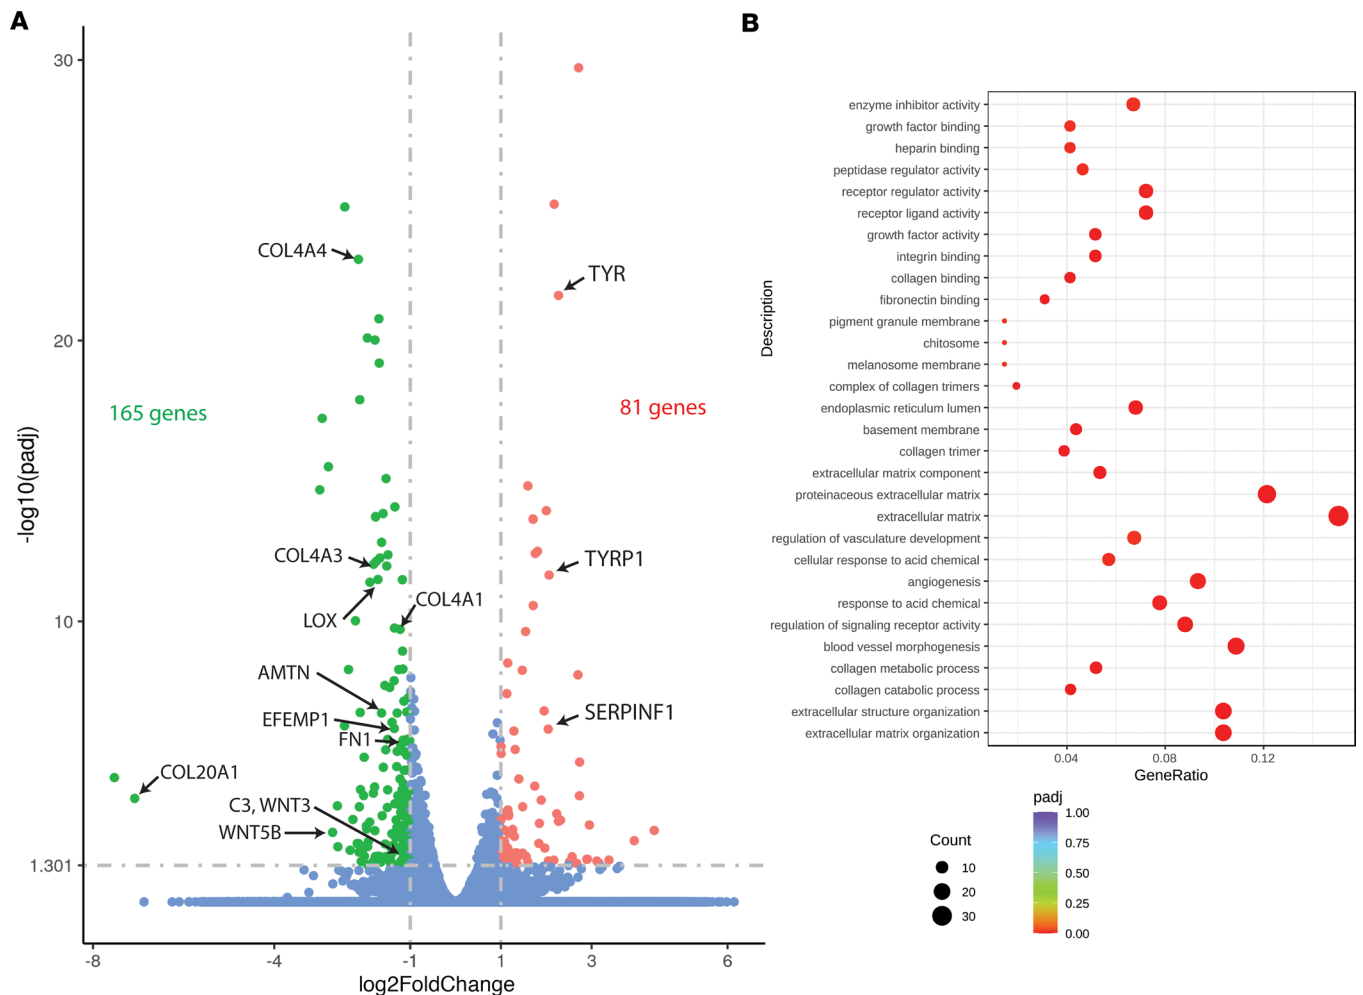 A
30
20
10
1.301
-log10(padj)
-8
-4
-1
1
3
6
log2FoldChange
165 genes
81 genes
COL4A4
TYR
COL4A3
TYRP1
LOX
COL4A1
AMTN
EFEMP1
FN1
SERPINF1
COL20A1
C3, WNT3
WNT5B
B
Description
enzyme inhibitor activity
growth factor binding
heparin binding
peptidase regulator activity
receptor regulator activity
receptor ligand activity
growth factor activity
integrin binding
collagen binding
fibronectin binding
pigment granule membrane
chitosome
melanosome membrane
complex of collagen trimers
endoplasmic reticulum lumen
basement membrane
collagen trimer
extracellular matrix component
proteinaceous extracellular matrix
extracellular matrix
regulation of vasculature development
cellular response to acid chemical
angiogenesis
response to acid chemical
regulation of signaling receptor activity
blood vessel morphogenesis
collagen metabolic process
collagen catabolic process
extracellular structure organization
extracellular matrix organization
0.04
0.08
0.12
GeneRatio
Count
10
20
30
padj
1.00
0.75
0.50
0.25
0.00